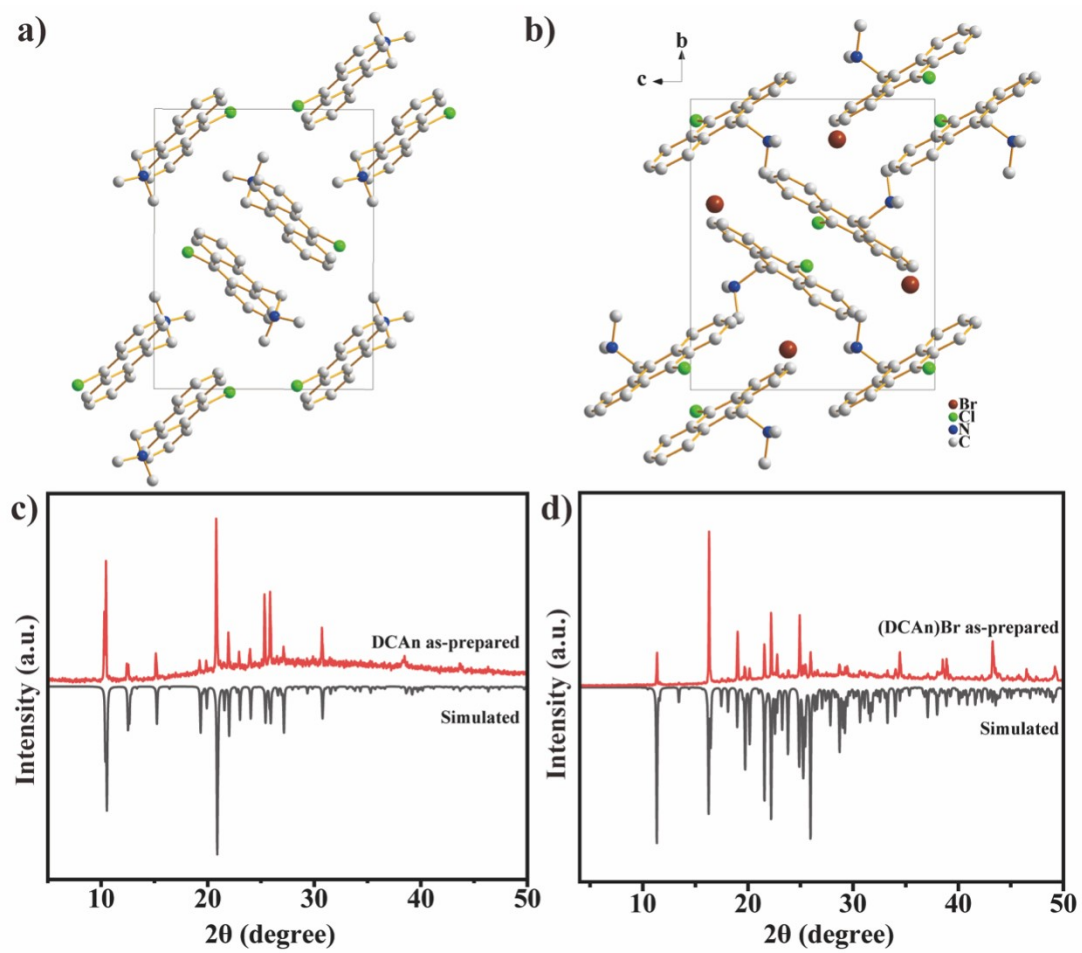 a)
b)
b
c
Br
Cl
N
C
c)
d)
Intensity (a.u.)
DCAn as-prepared
Simulated
10 20 30 40 50
2θ (degree)
Intensity (a.u.)
(DCAn)Br as-prepared
Simulated
10 20 30 40 50
2θ (degree)